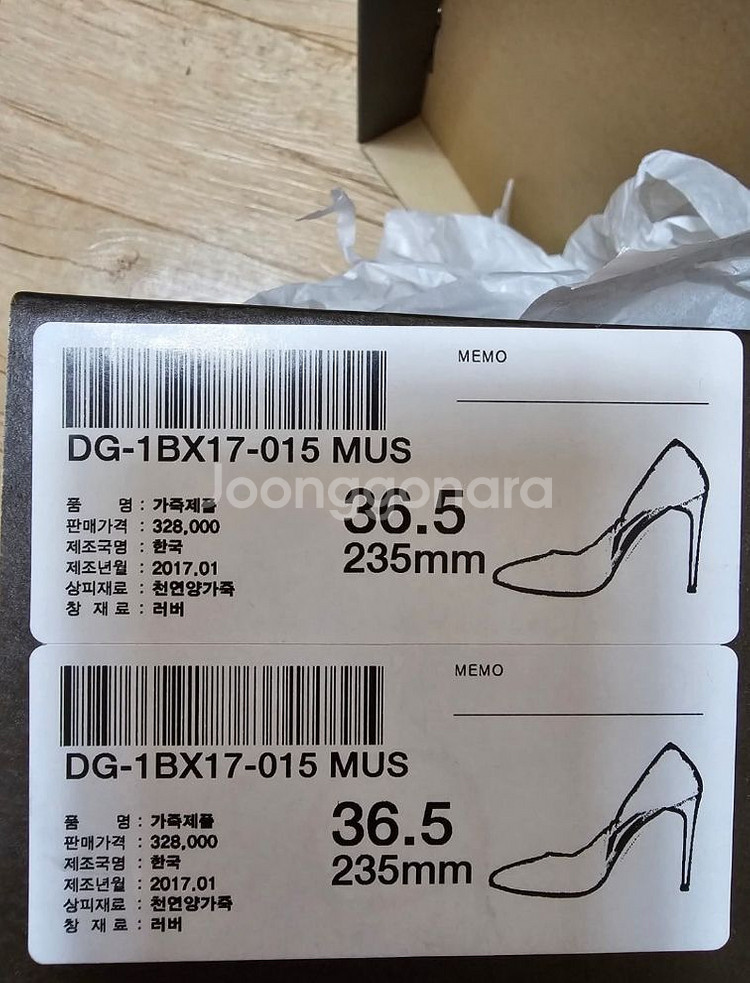 MEMO
DG-1BX17-015 MUS
Joonggonara
품 명 : 가죽제품
판매가격 : 328,000
제조국명 : 한국
제조년월 : 2017.01
상피재료 : 천연양가죽
창 재 료 : 러버
36.5
235mm
MEMO
DG-1BX17-015 MUS
품 명 : 가죽제품
판매가격 : 328,000
제조국명 : 한국
제조년월 : 2017.01
상피재료 : 천연양가죽
창 재 료 : 러버
36.5
235mm